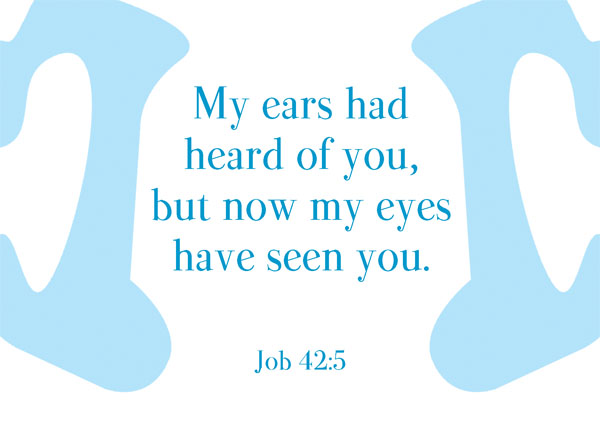 My ears had
heard of you,
but now my eyes
have seen you.
Job 42:5